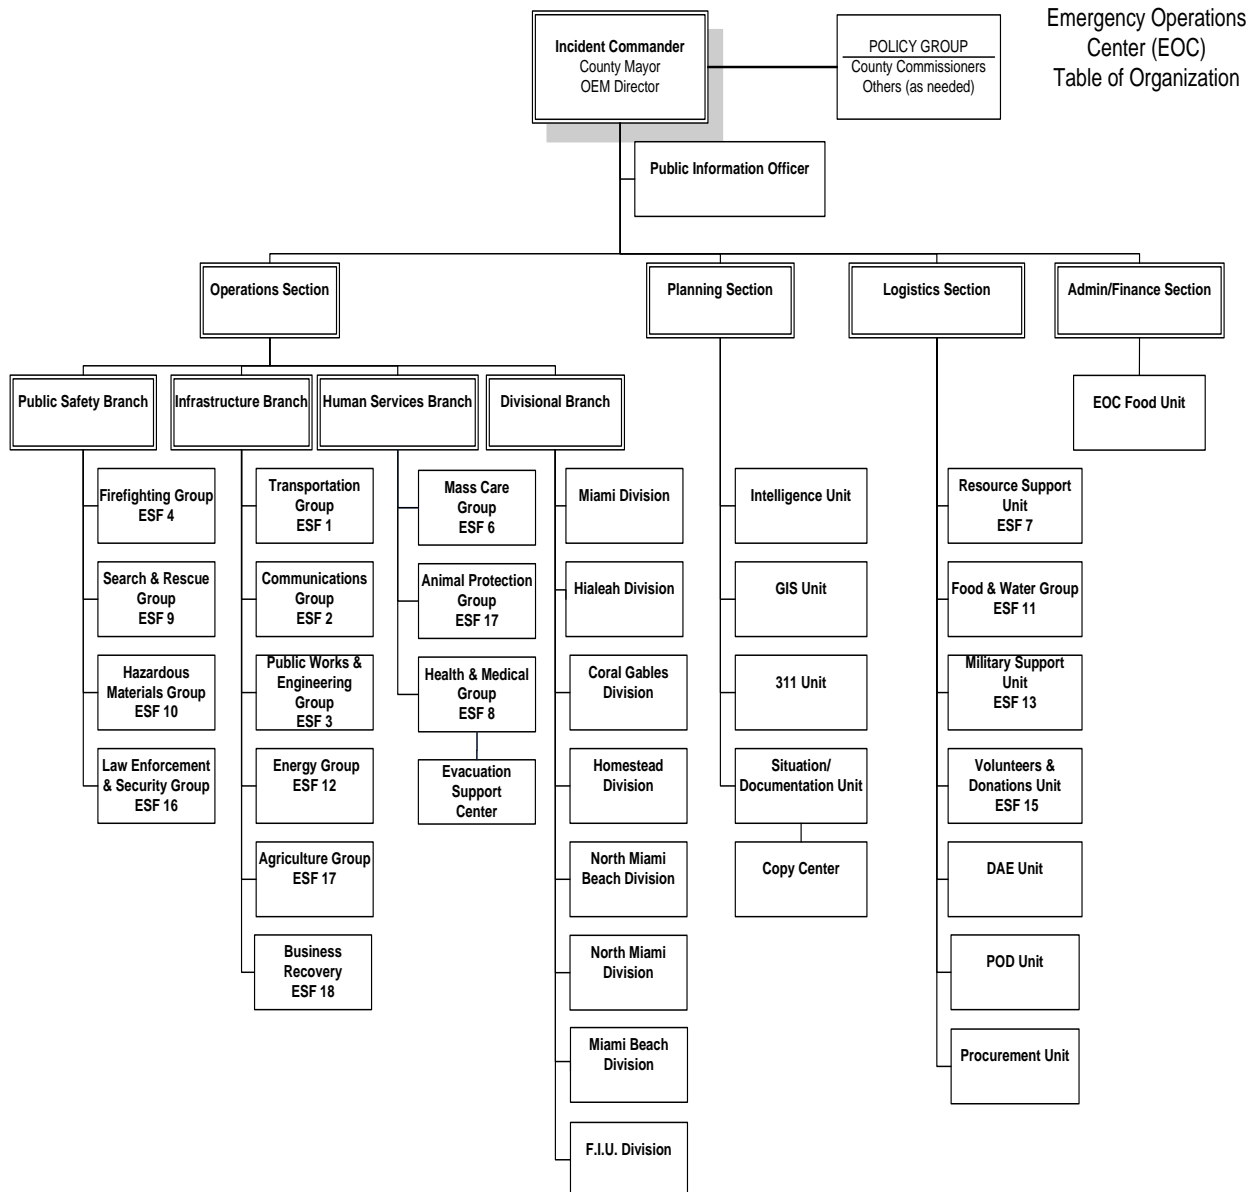 Emergency Operations
Center (EOC)
Table of Organization
Incident Commander
County Mayor
OEM Director
POLICY GROUP
County Commissioners
Others (as needed)
Public Information Officer
Operations Section
Planning Section
Logistics Section
Admin/Finance Section
Public Safety Branch
Infrastructure Branch
Human Services Branch
Divisional Branch
EOC Food Unit
Firefighting Group
ESF 4
Search & Rescue
Group
ESF 9
Hazardous
Materials Group
ESF 10
Law Enforcement
& Security Group
ESF 16
Transportation
Group
ESF 1
Communications
Group
ESF 2
Public Works &
Engineering
Group
ESF 3
Energy Group
ESF 12
Agriculture Group
ESF 17
Business
Recovery
ESF 18
Mass Care
Group
ESF 6
Animal Protection
Group
ESF 17
Health & Medical
Group
ESF 8
Evacuation
Support
Center
Miami Division
Hialeah Division
Coral Gables
Division
Homestead
Division
North Miami
Beach Division
North Miami
Division
Miami Beach
Division
F.I.U. Division
Intelligence Unit
GIS Unit
311 Unit
Situation/
Documentation Unit
Copy Center
Resource Support
Unit
ESF 7
Food & Water Group
ESF 11
Military Support
Unit
ESF 13
Volunteers &
Donations Unit
ESF 15
DAE Unit
POD Unit
Procurement Unit